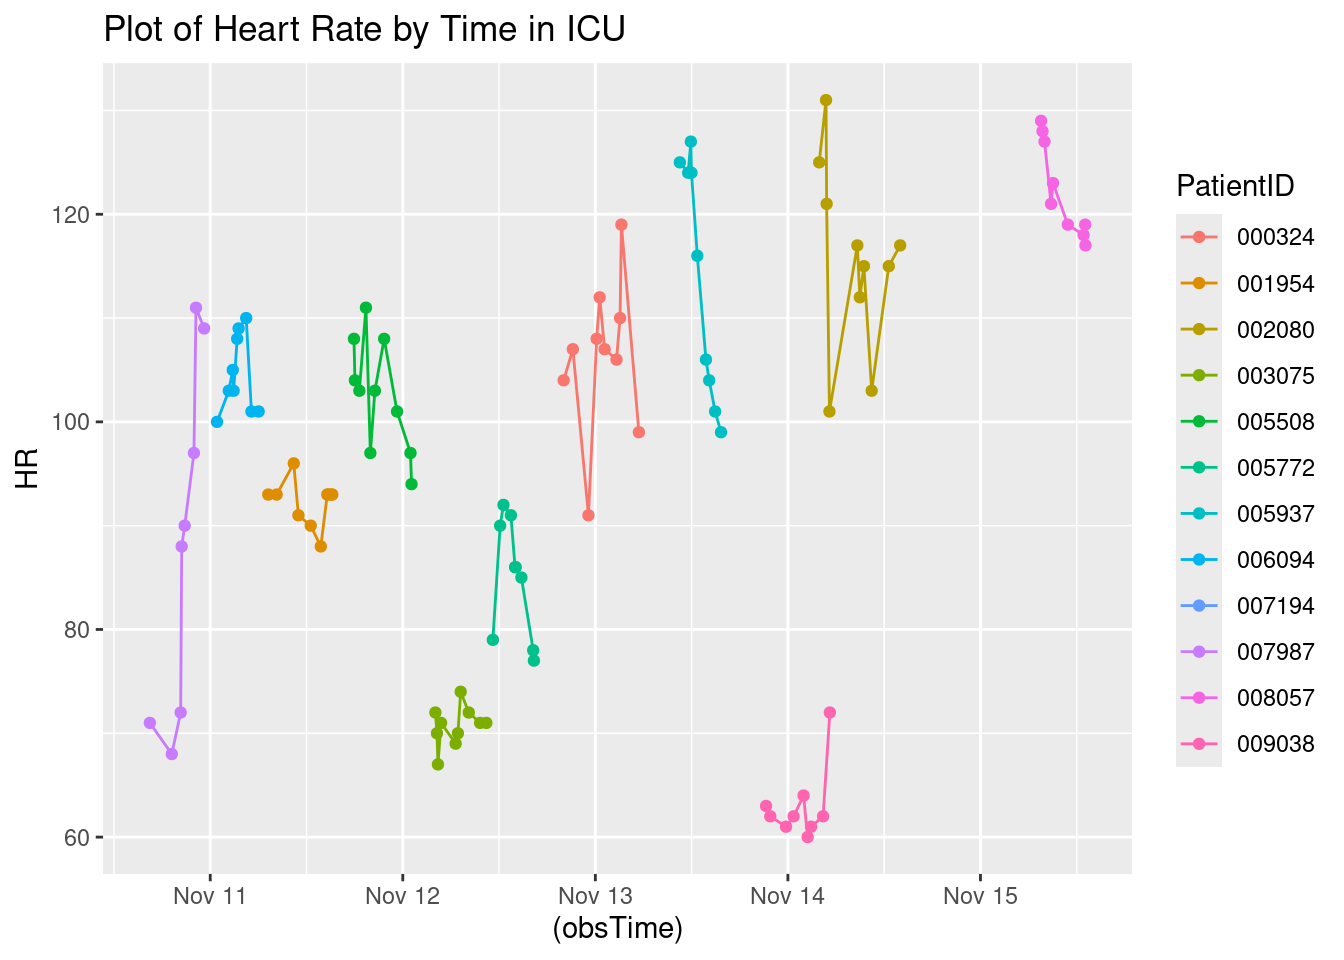 Plot of Heart Rate by Time in ICU
HR
120
100
80
60
Nov 11
Nov 12
Nov 13
Nov 14
Nov 15
(obsTime)
PatientID
000324
001954
002080
003075
005508
005772
005937
006094
007194
007987
008057
009038